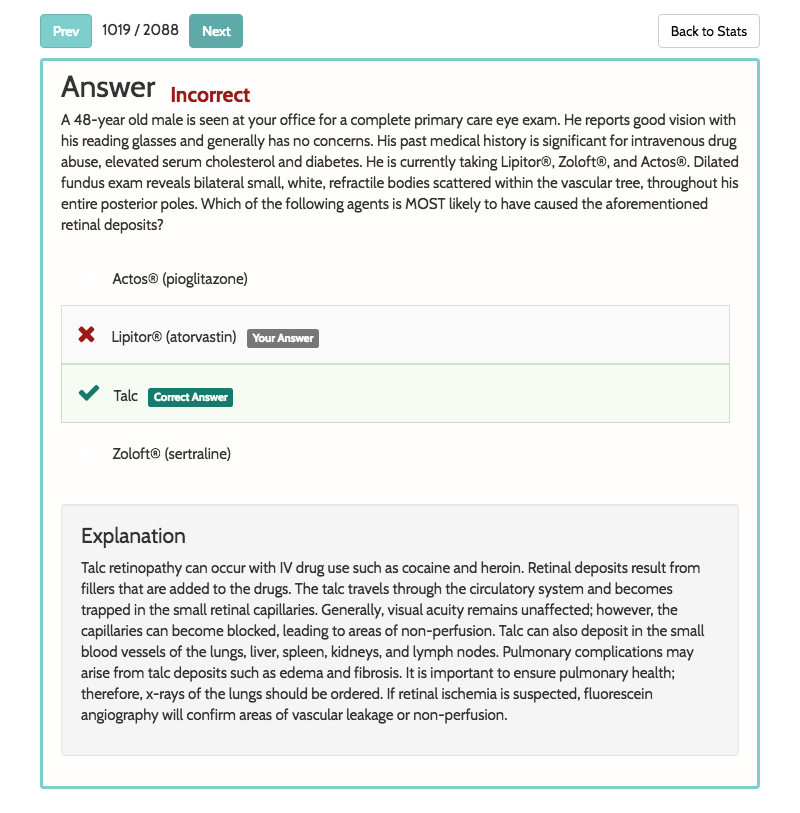 Prev 1019 / 2088 Next Back to Stats
Answer Incorrect
A 48-year old male is seen at your office for a complete primary care eye exam. He reports good vision with
his reading glasses and generally has no concerns. His past medical history is significant for intravenous drug
abuse, elevated serum cholesterol and diabetes. He is currently taking Lipitor®, Zoloft®, and Actos®. Dilated
fundus exam reveals bilateral small, white, refractile bodies scattered within the vascular tree, throughout his
entire posterior poles. Which of the following agents is MOST likely to have caused the aforementioned
retinal deposits?
Actos® (pioglitazone)
Lipitor® (atorvastin) Your Answer
Talc Correct Answer
Zoloft® (sertraline)
Explanation
Talc retinopathy can occur with IV drug use such as cocaine and heroin. Retinal deposits result from
fillers that are added to the drugs. The talc travels through the circulatory system and becomes
trapped in the small retinal capillaries. Generally, visual acuity remains unaffected; however, the
capillaries can become blocked, leading to areas of non-perfusion. Talc can also deposit in the small
blood vessels of the lungs, liver, spleen, kidneys, and lymph nodes. Pulmonary complications may
arise from talc deposits such as edema and fibrosis. It is important to ensure pulmonary health;
therefore, x-rays of the lungs should be ordered. If retinal ischemia is suspected, fluorescein
angiography will confirm areas of vascular leakage or non-perfusion.